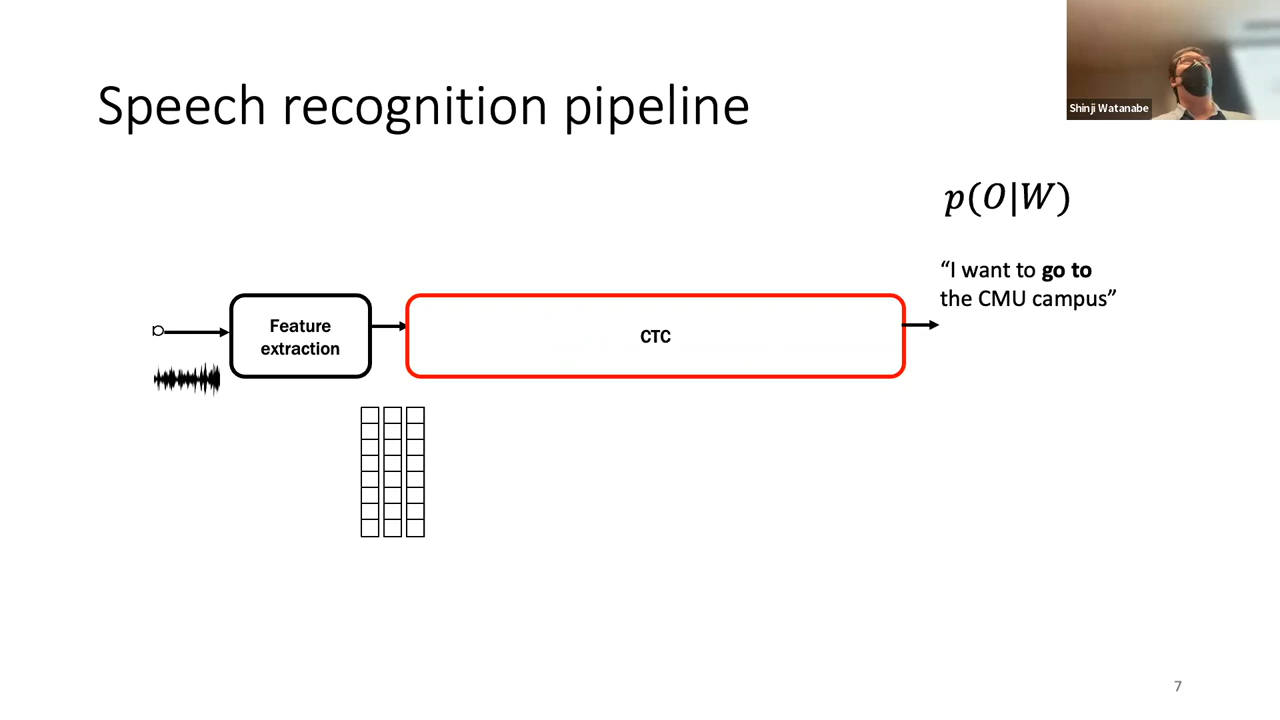 Speech recognition pipeline
Shinji Watanabe
p(O|W)
“I want to go to
the CMU campus”
Feature
extraction
CTC
7